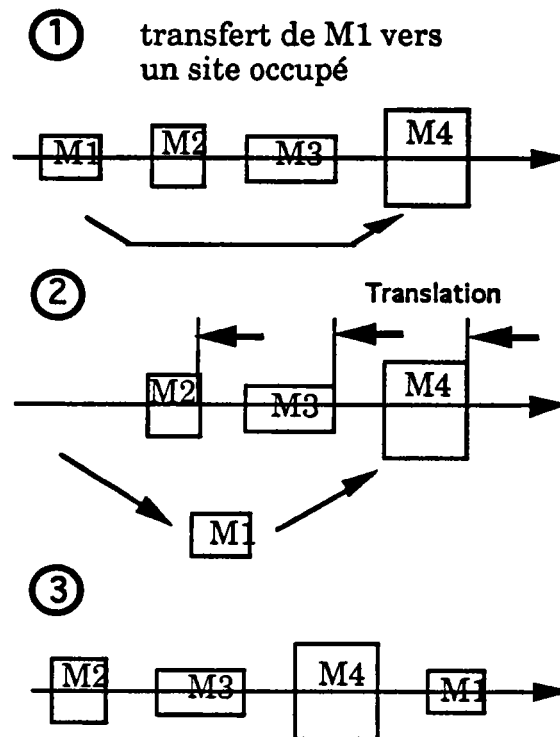 1 transfert de M1 vers
un site occupé
M1 M2 M3 M4
2
Translation
M2 M3 M4
M1
3
M2 M3 M4 M1